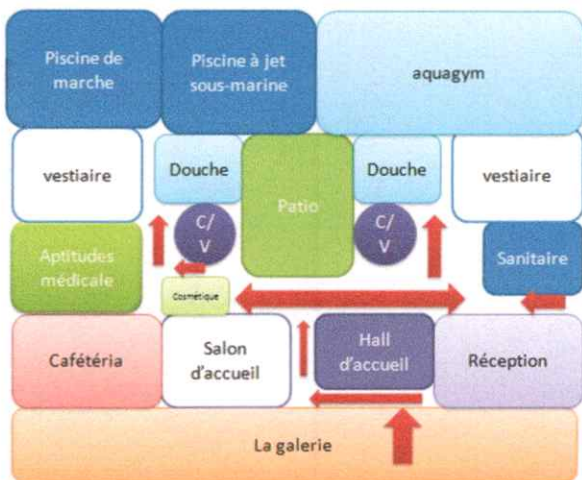 Piscine de
marche
Piscine à jet
sous-marine
aquagym
vestiaire
Douche
Patio
Douche
vestiaire
C/
V
C/
V
Aptitudes
médicale
Sanitaire
Cosmétique
Cafétéria
Salon
d'accueil
Hall
d'accueil
Réception
La galerie